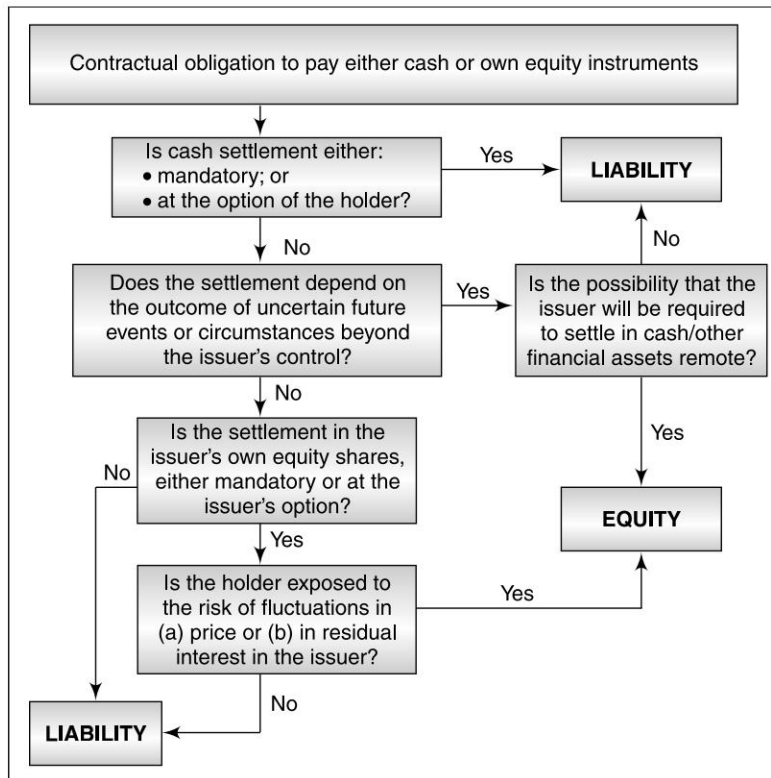 Contractual obligation to pay either cash or own equity instruments
Is cash settlement either:
• mandatory; or
• at the option of the holder?
Yes
LIABILITY
No
No
Does the settlement depend on
the outcome of uncertain future
events or circumstances beyond
the issuer's control?
Yes
Is the possibility that the
issuer will be required
to settle in cash/other
financial assets remote?
No
Yes
Is the settlement in the
issuer's own equity shares,
either mandatory or at the
issuer's option?
No
EQUITY
Yes
Is the holder exposed to
the risk of fluctuations in
(a) price or (b) in residual
interest in the issuer?
Yes
No
LIABILITY